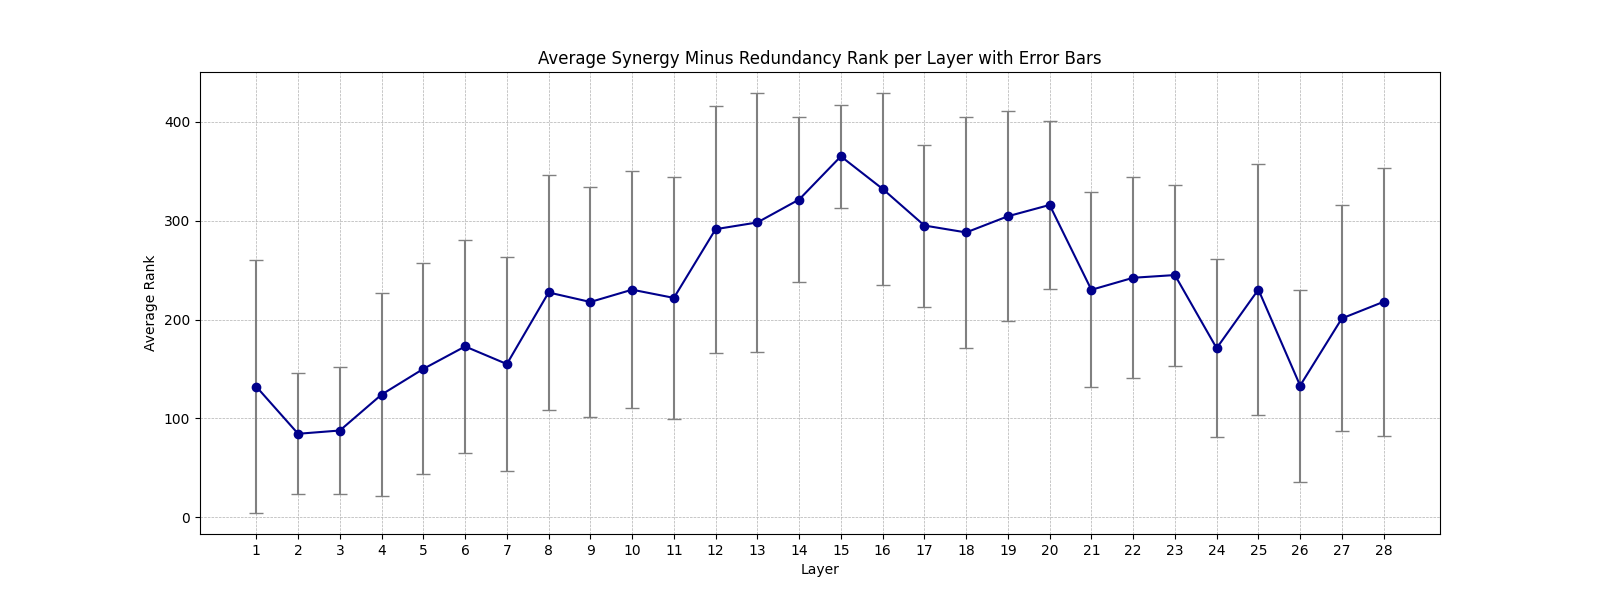 Average Synergy Minus Redundancy Rank per Layer with Error Bars
400
300
200
100
0
Average Rank
1 2 3 4 5 6 7 8 9 10 11 12 13 14 15 16 17 18 19 20 21 22 23 24 25 26 27 28
Layer